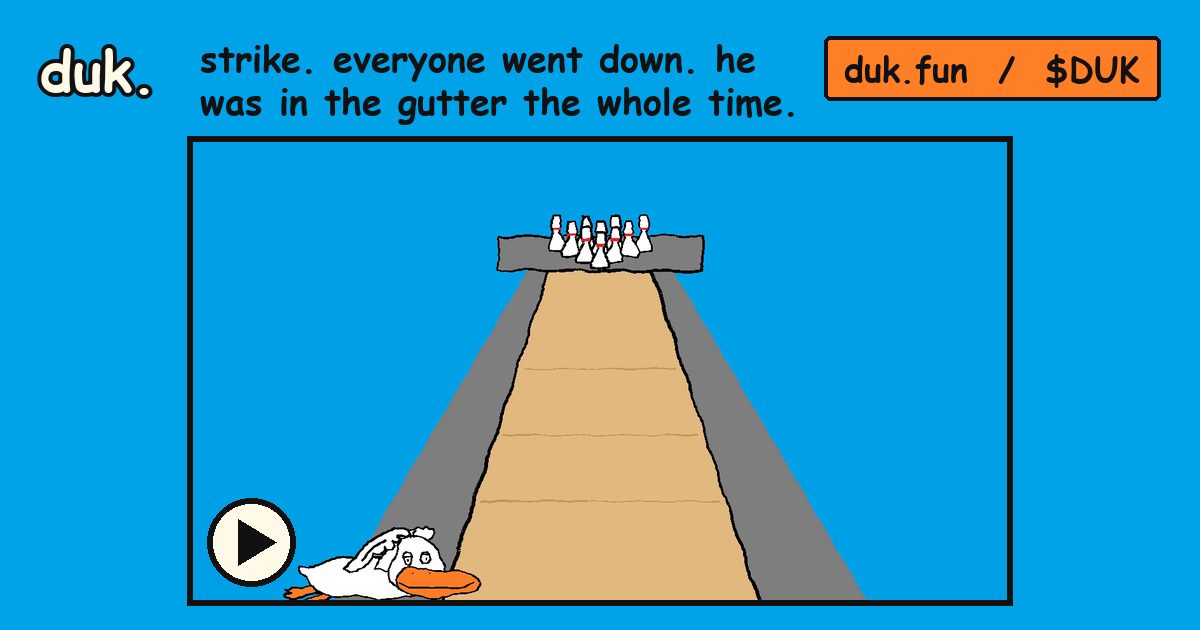 duk.
strike. everyone went down. he
was in the gutter the whole time.
duk.fun / $DUK